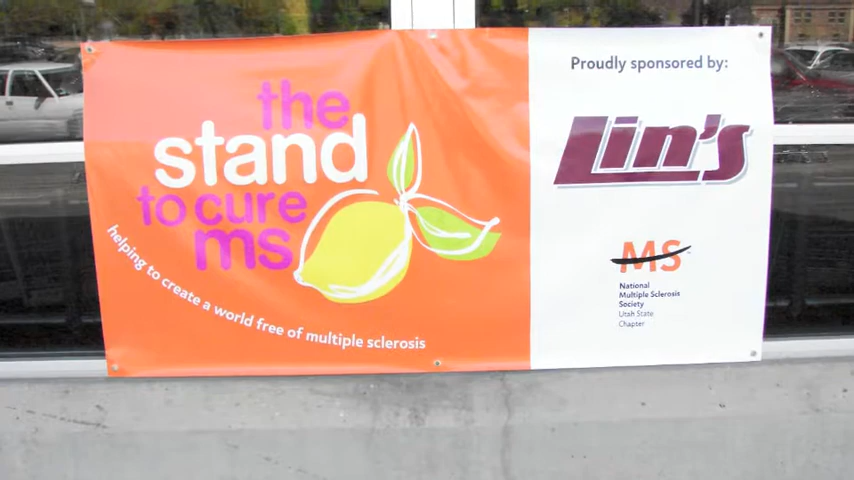 the
stand
to cure
ms
helping to create a world free of multiple sclerosis
Proudly sponsored by:
Lin's
MS
National
Multiple Sclerosis
Society
Utah State
Chapter